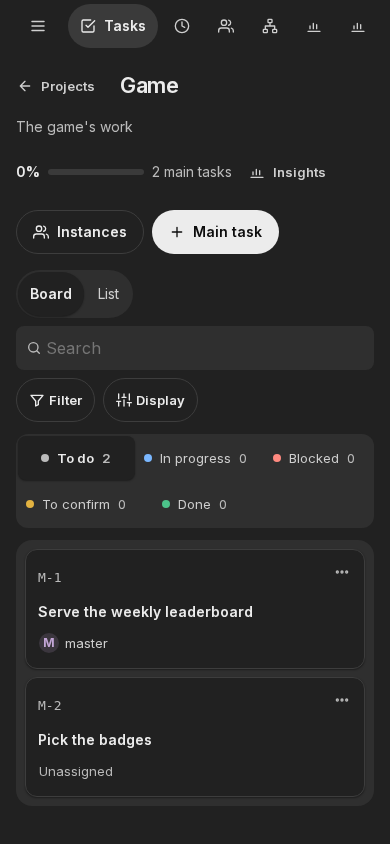 Tasks
Projects Game
The game's work
0% 2 main tasks Insights
Instances Main task
Board List
Search
Filter Display
To do 2 In progress 0 Blocked 0
To confirm 0 Done 0
M-1
Serve the weekly leaderboard
M master
M-2
Pick the badges
Unassigned